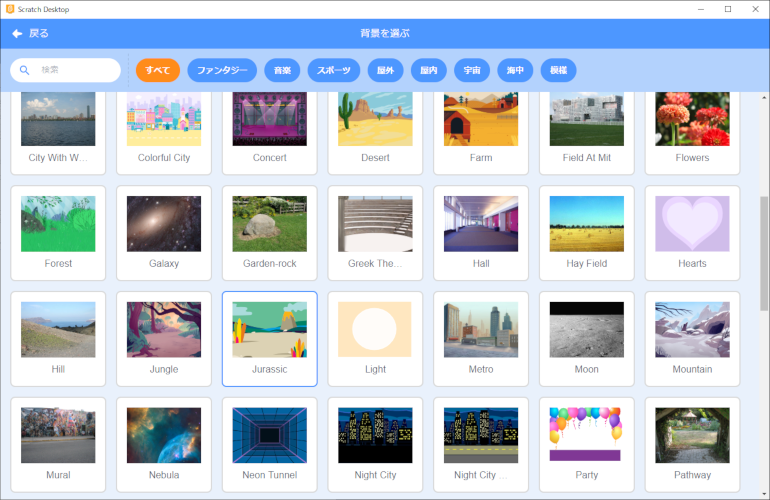 Scratch Desktop
戻る
背景を選ぶ
検索
すべて
ファンタジー
音楽
スポーツ
屋外
屋内
宇宙
海中
模様
City With W...
Colorful City
Concert
Desert
Farm
Field At Mit
Flowers
Forest
Galaxy
Garden-rock
Greek The...
Hall
Hay Field
Hearts
Hill
Jungle
Jurassic
Light
Metro
Moon
Mountain
Mural
Nebula
Neon Tunnel
Night City
Night City ...
Party
Pathway